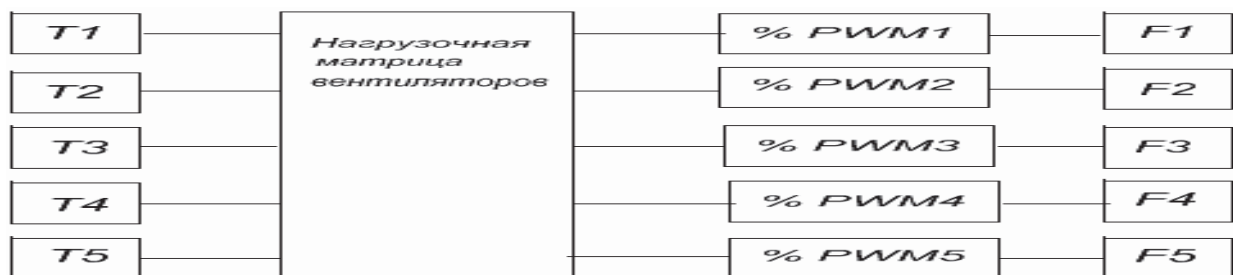 T1
Нагрузочная
матрица
вентиляторов
% PWM1
F1
T2
% PWM2
F2
T3
% PWM3
F3
T4
% PWM4
F4
T5
% PWM5
F5